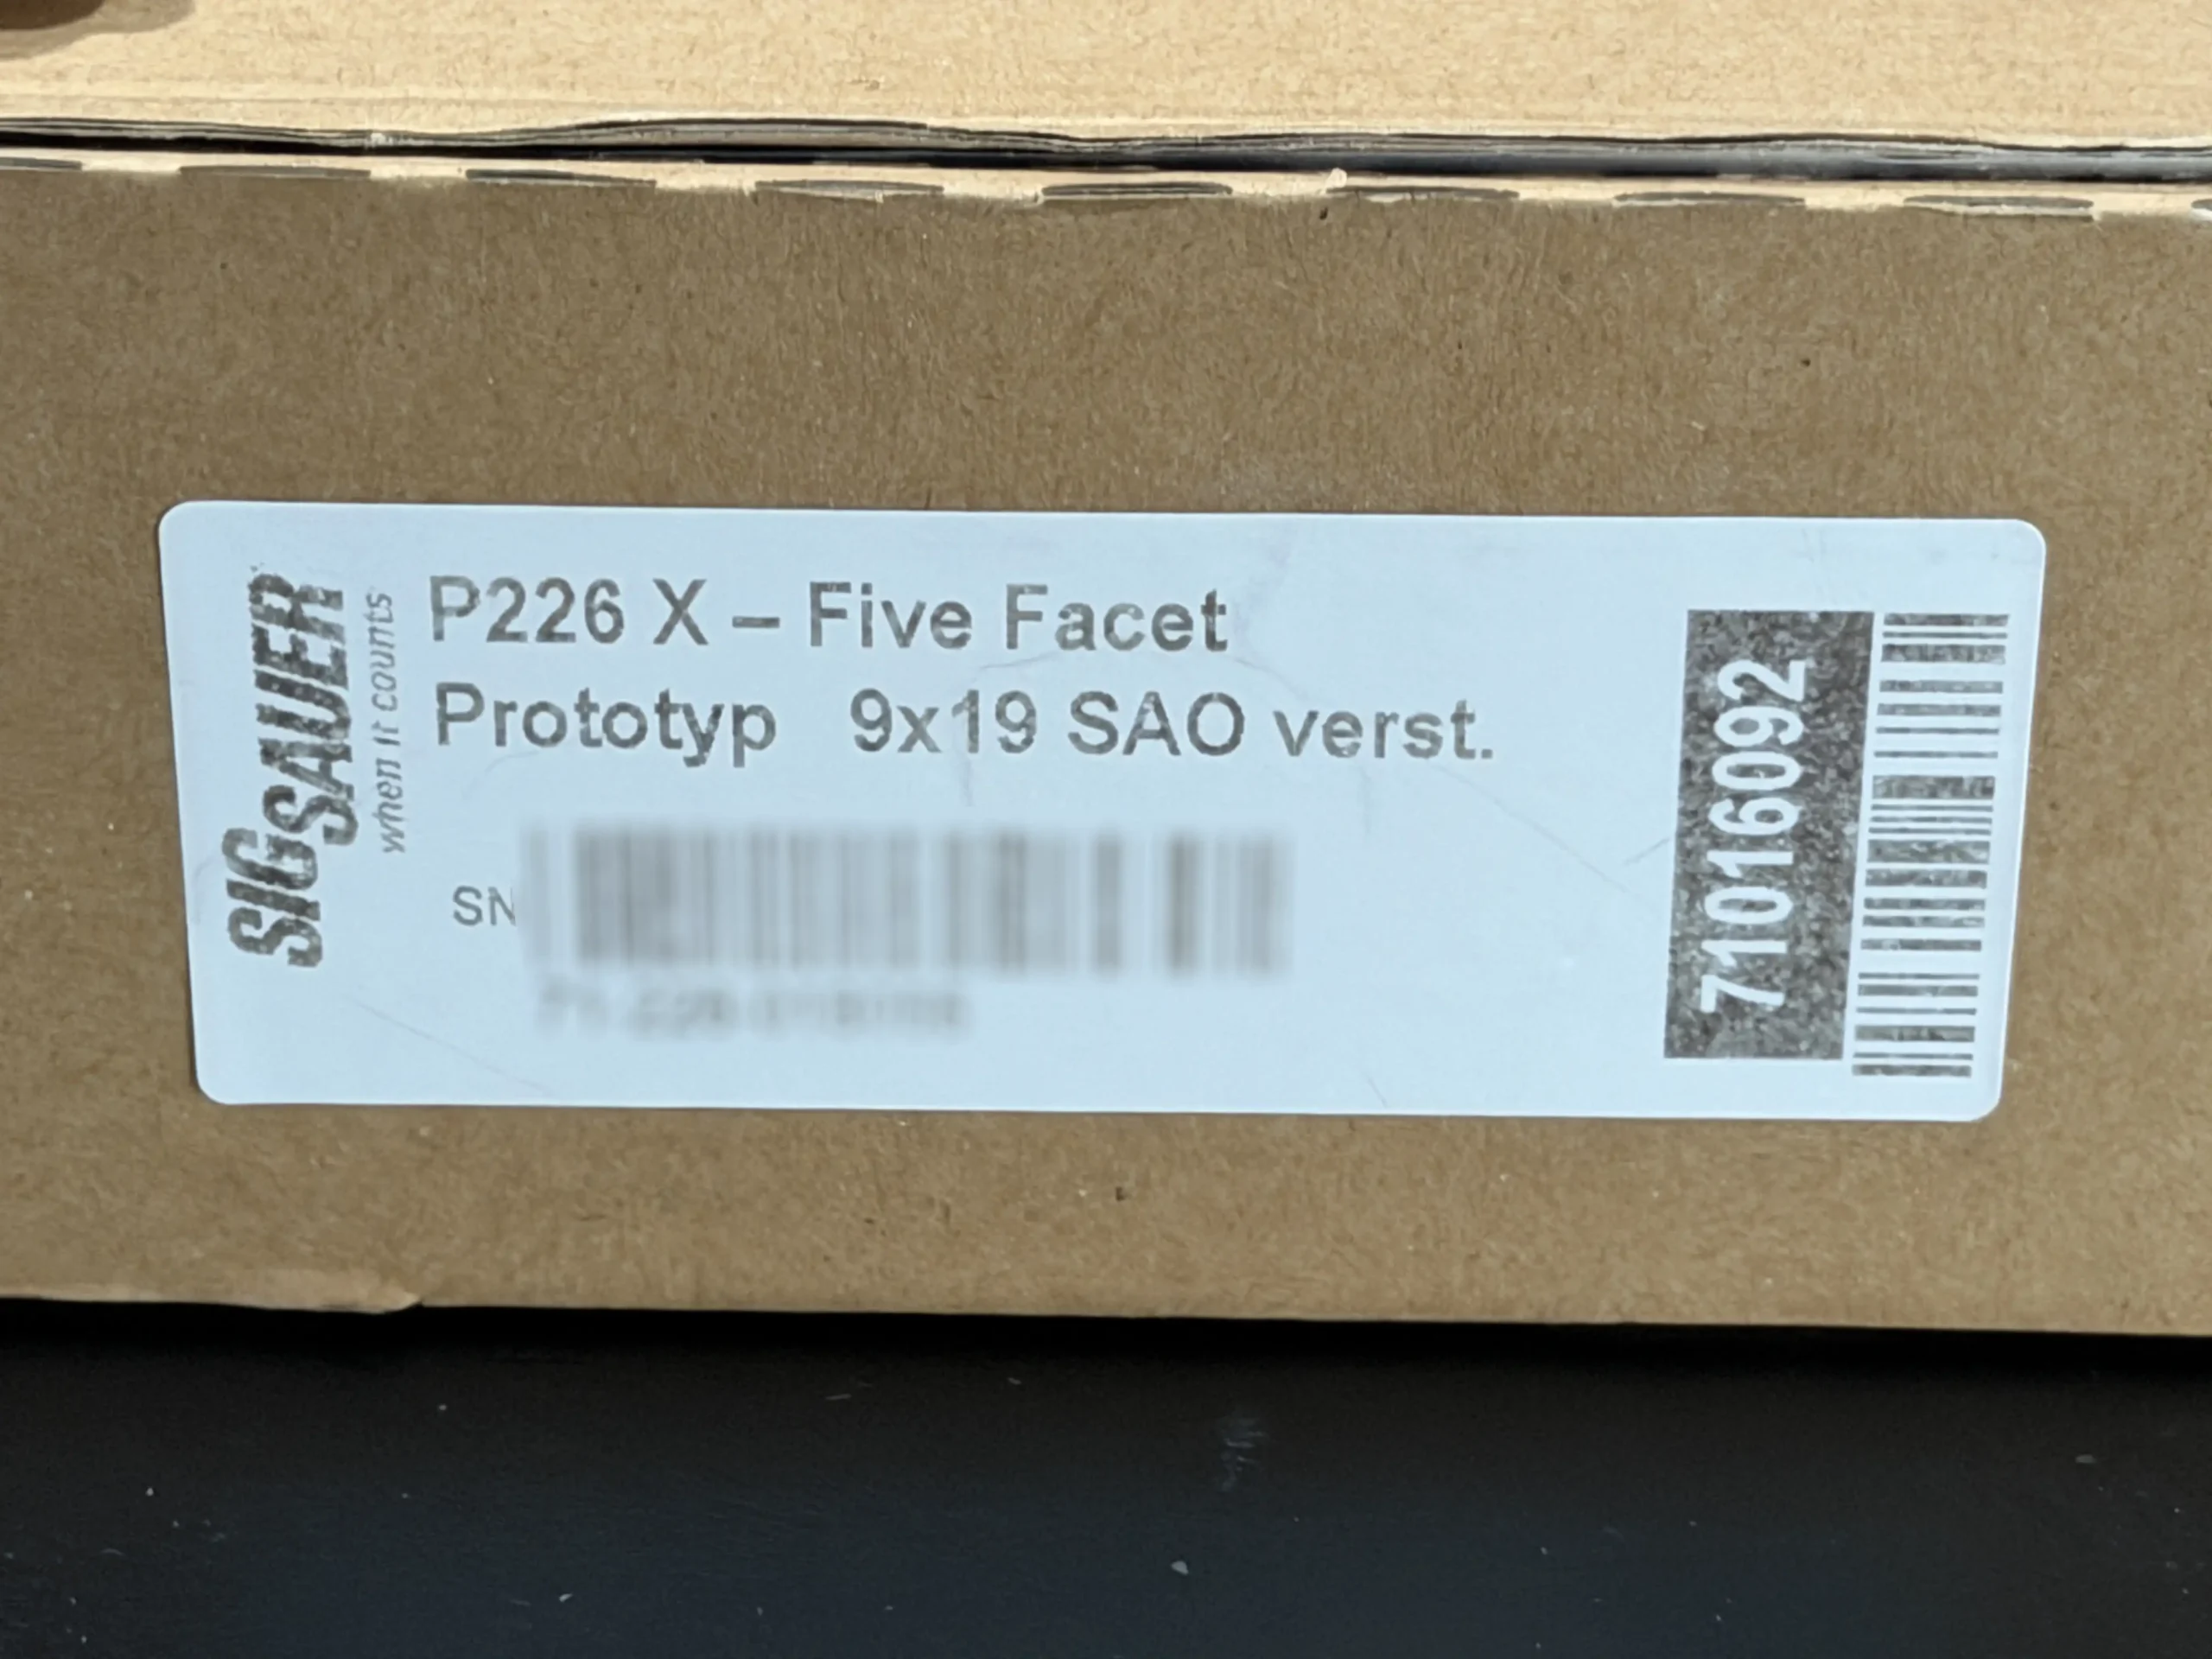 SIG SAUER
when it counts
P226 X – Five Facet
Prototyp 9x19 SAO verst.
SN
71016092